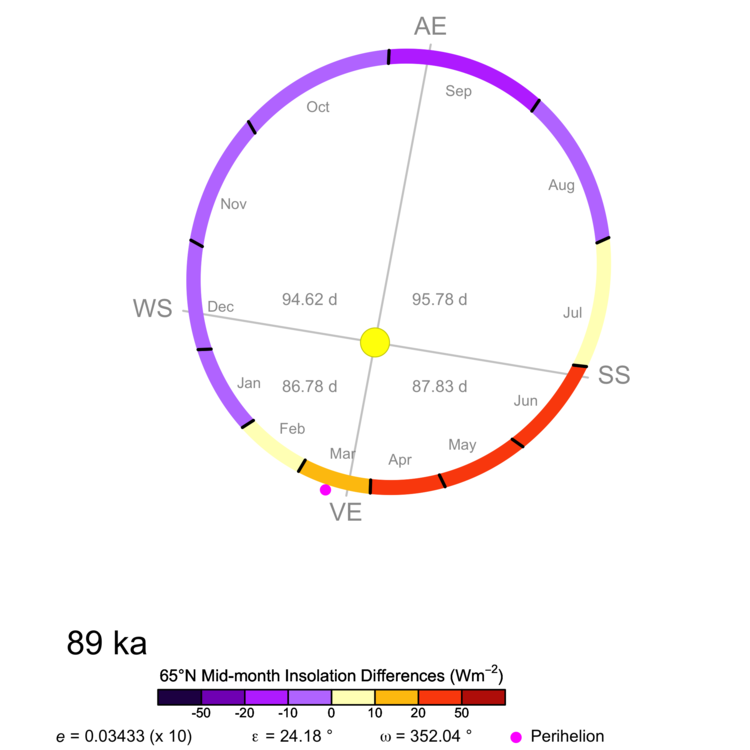 AE
Sep
Oct
Aug
Nov
94.62 d 95.78 d
WS Dec
Jul
SS
Jan 86.78 d 87.83 d
Jun
Feb
May
Mar Apr
VE
89 ka
65°N Mid-month Insolation Differences (Wm⁻²)
-50 -20 -10 0 10 20 50
e = 0.03433 (x 10) ε = 24.18 ° ω = 352.04 ° Perihelion